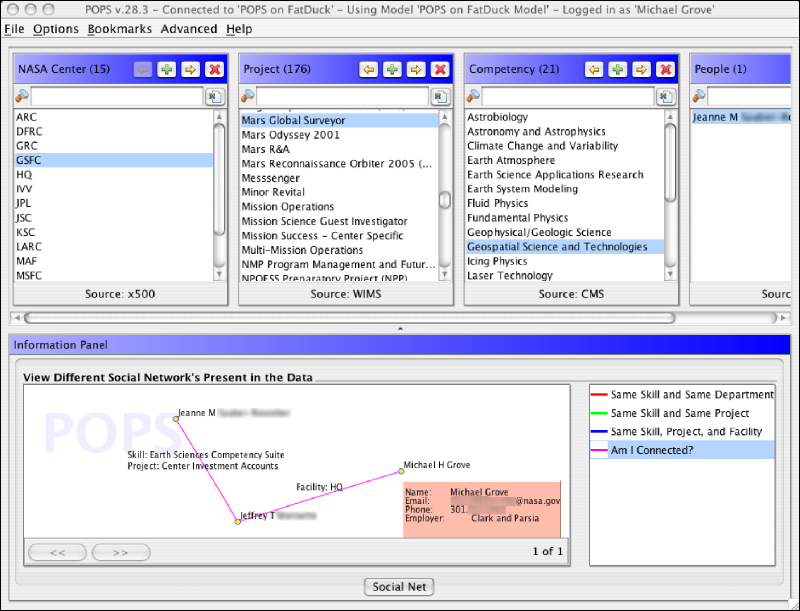 POPS v.28.3 - Connected to 'POPS on FatDuck' - Using Model 'POPS on FatDuck Model' - Logged in as 'Michael Grove'
File Options Bookmarks Advanced Help
NASA Center (15)
ARC
DFRC
GRC
GSFC
HQ
IVV
JPL
JSC
KSC
LARC
MAF
MSFC
Source: x500
Project (176)
Mars Global Surveyor
Mars Odyssey 2001
Mars R&A
Mars Reconnaissance Orbiter 2005 (...
Messsenger
Minor Revital
Mission Operations
Mission Science Guest Investigator
Mission Success - Center Specific
Multi-Mission Operations
NMP Program Management and Futur...
NPOESS Preparatory Project (NPP)
Source: WIMS
Competency (21)
Astrobiology
Astronomy and Astrophysics
Climate Change and Variability
Earth Atmosphere
Earth Science Applications Research
Earth System Modeling
Fluid Physics
Fundamental Physics
Geophysical/Geologic Science
Geospatial Science and Technologies
Icing Physics
Laser Technology
Source: CMS
People (1)
Jeanne M
Sourc
Information Panel
View Different Social Network's Present in the Data
POPS
Jeanne M
Skill: Earth Sciences Competency Suite
Project: Center Investment Accounts
Michael H Grove
Facility: HQ
Jeffrey T
Name: Michael Grove
Email: @nasa.gov
Phone: 301.
Employer: Clark and Parsia
<< >> 1 of 1
Same Skill and Same Department
Same Skill and Same Project
Same Skill, Project, and Facility
Am I Connected?
Social Net